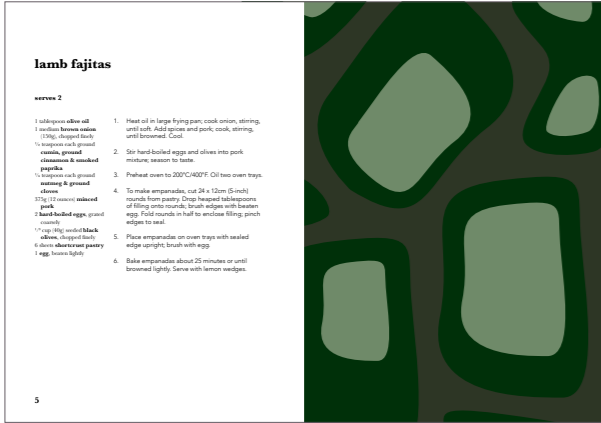 lamb fajitas
serves 2
1 tablespoon olive oil
1 medium brown onion
(150g), chopped finely
teaspoon each ground
cumin, ground
cinnamon & smoked
paprika
teaspoon each ground
nutmeg & ground
cloves
375g (12 ounces) minced
pork
2 hard-boiled eggs, grated
coarsely
cup (40g) seeded black
olives, chopped finely
6 sheets shortcrust pastry
1 egg, beaten lightly
1. Heat oil in large frying pan; cook onion, stirring,
until soft. Add spices and pork; cook, stirring,
until browned. Cool.
2. Stir hard-boiled eggs and olives into pork
mixture; season to taste.
3. Preheat oven to 200°C/400°F. Oil two oven trays.
4. To make empanadas, cut 24 x 12cm (5-inch)
rounds from pastry. Drop heaped tablespoons
of filling onto rounds; brush edges with beaten
egg. Fold rounds in half to enclose filling; pinch
edges to seal.
5. Place empanadas on oven trays with sealed
edge upright; brush with egg.
6. Bake empanadas about 25 minutes or until
browned lightly. Serve with lemon wedges.
5